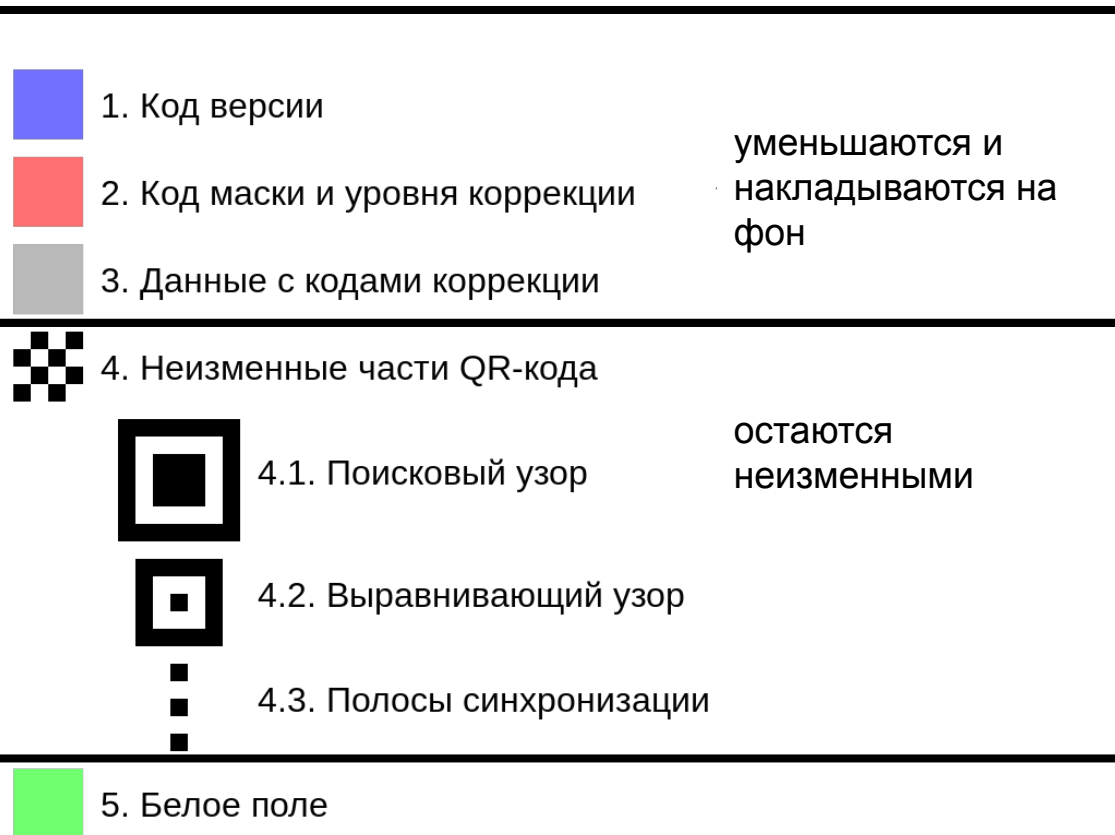 1. Код версии
2. Код маски и уровня коррекции
3. Данные с кодами коррекции
уменьшаются и
накладываются на
фон
4. Неизменные части QR-кода
4.1. Поисковый узор
4.2. Выравнивающий узор
4.3. Полосы синхронизации
остаются
неизменными
5. Белое поле